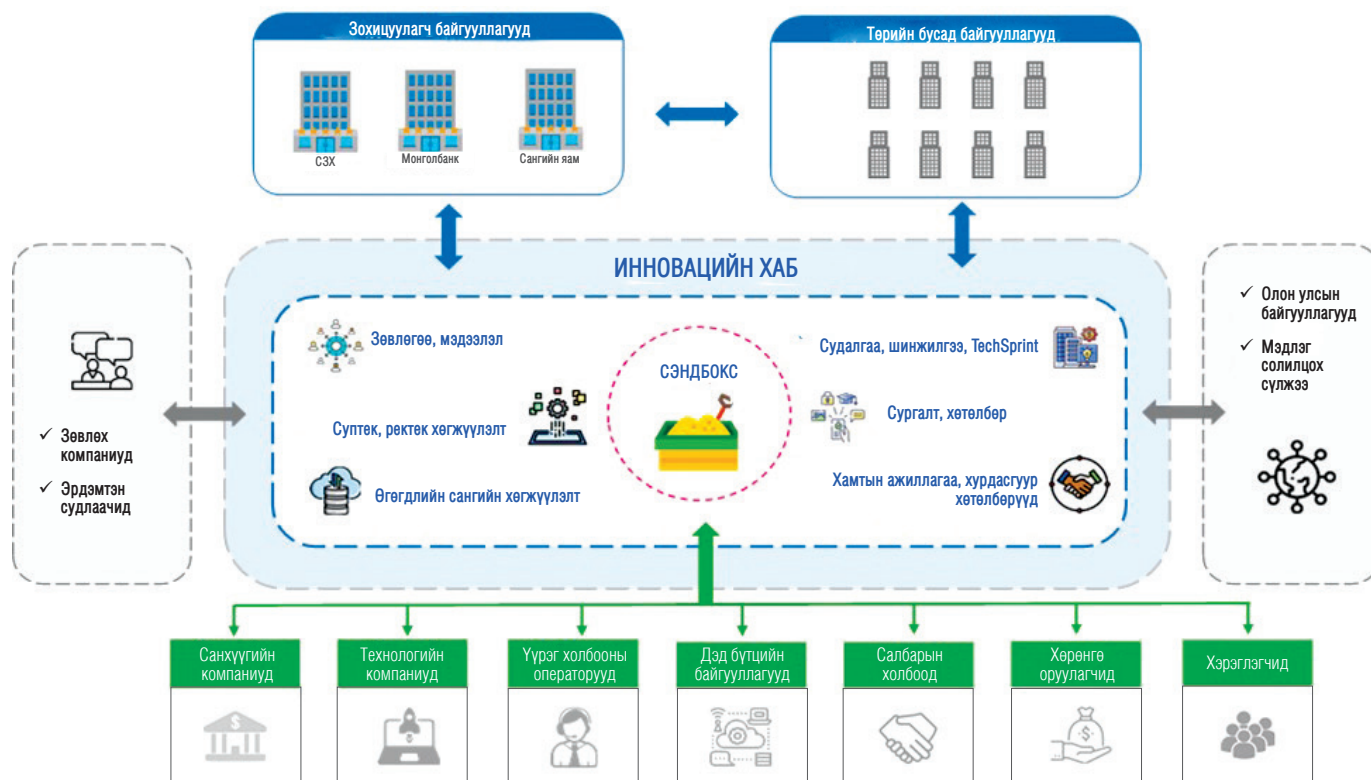 Зохицуулагч байгууллагууд
Төрийн бусад байгууллагууд
СЗХ
Монголбанк
Сангийн яам
ИННОВАЦИЙН ХАБ
Зөвлөх
компаниуд
Эрдэмтэн
судлаачид
Зөвлөгөө, мэдээлэл
Суптек, ректек хөгжүүлэлт
Өгөгдлийн сангийн хөгжүүлэлт
СЭНДБОКС
Судалгаа, шинжилгээ, TechSprint
Сургалт, хөтөлбөр
Хамтын ажиллагаа, хурдасгуур
хөтөлбөрүүд
Олон улсын
байгууллагууд
Мэдлэг
солилцох
сүлжээ
Санхүүгийн
компаниуд
Технологийн
компаниуд
Үүрэг холбооны
операторууд
Дэд бүтцийн
байгууллагууд
Салбарын
холбоод
Хөрөнгө
оруулагчид
Хэрэглэгчид